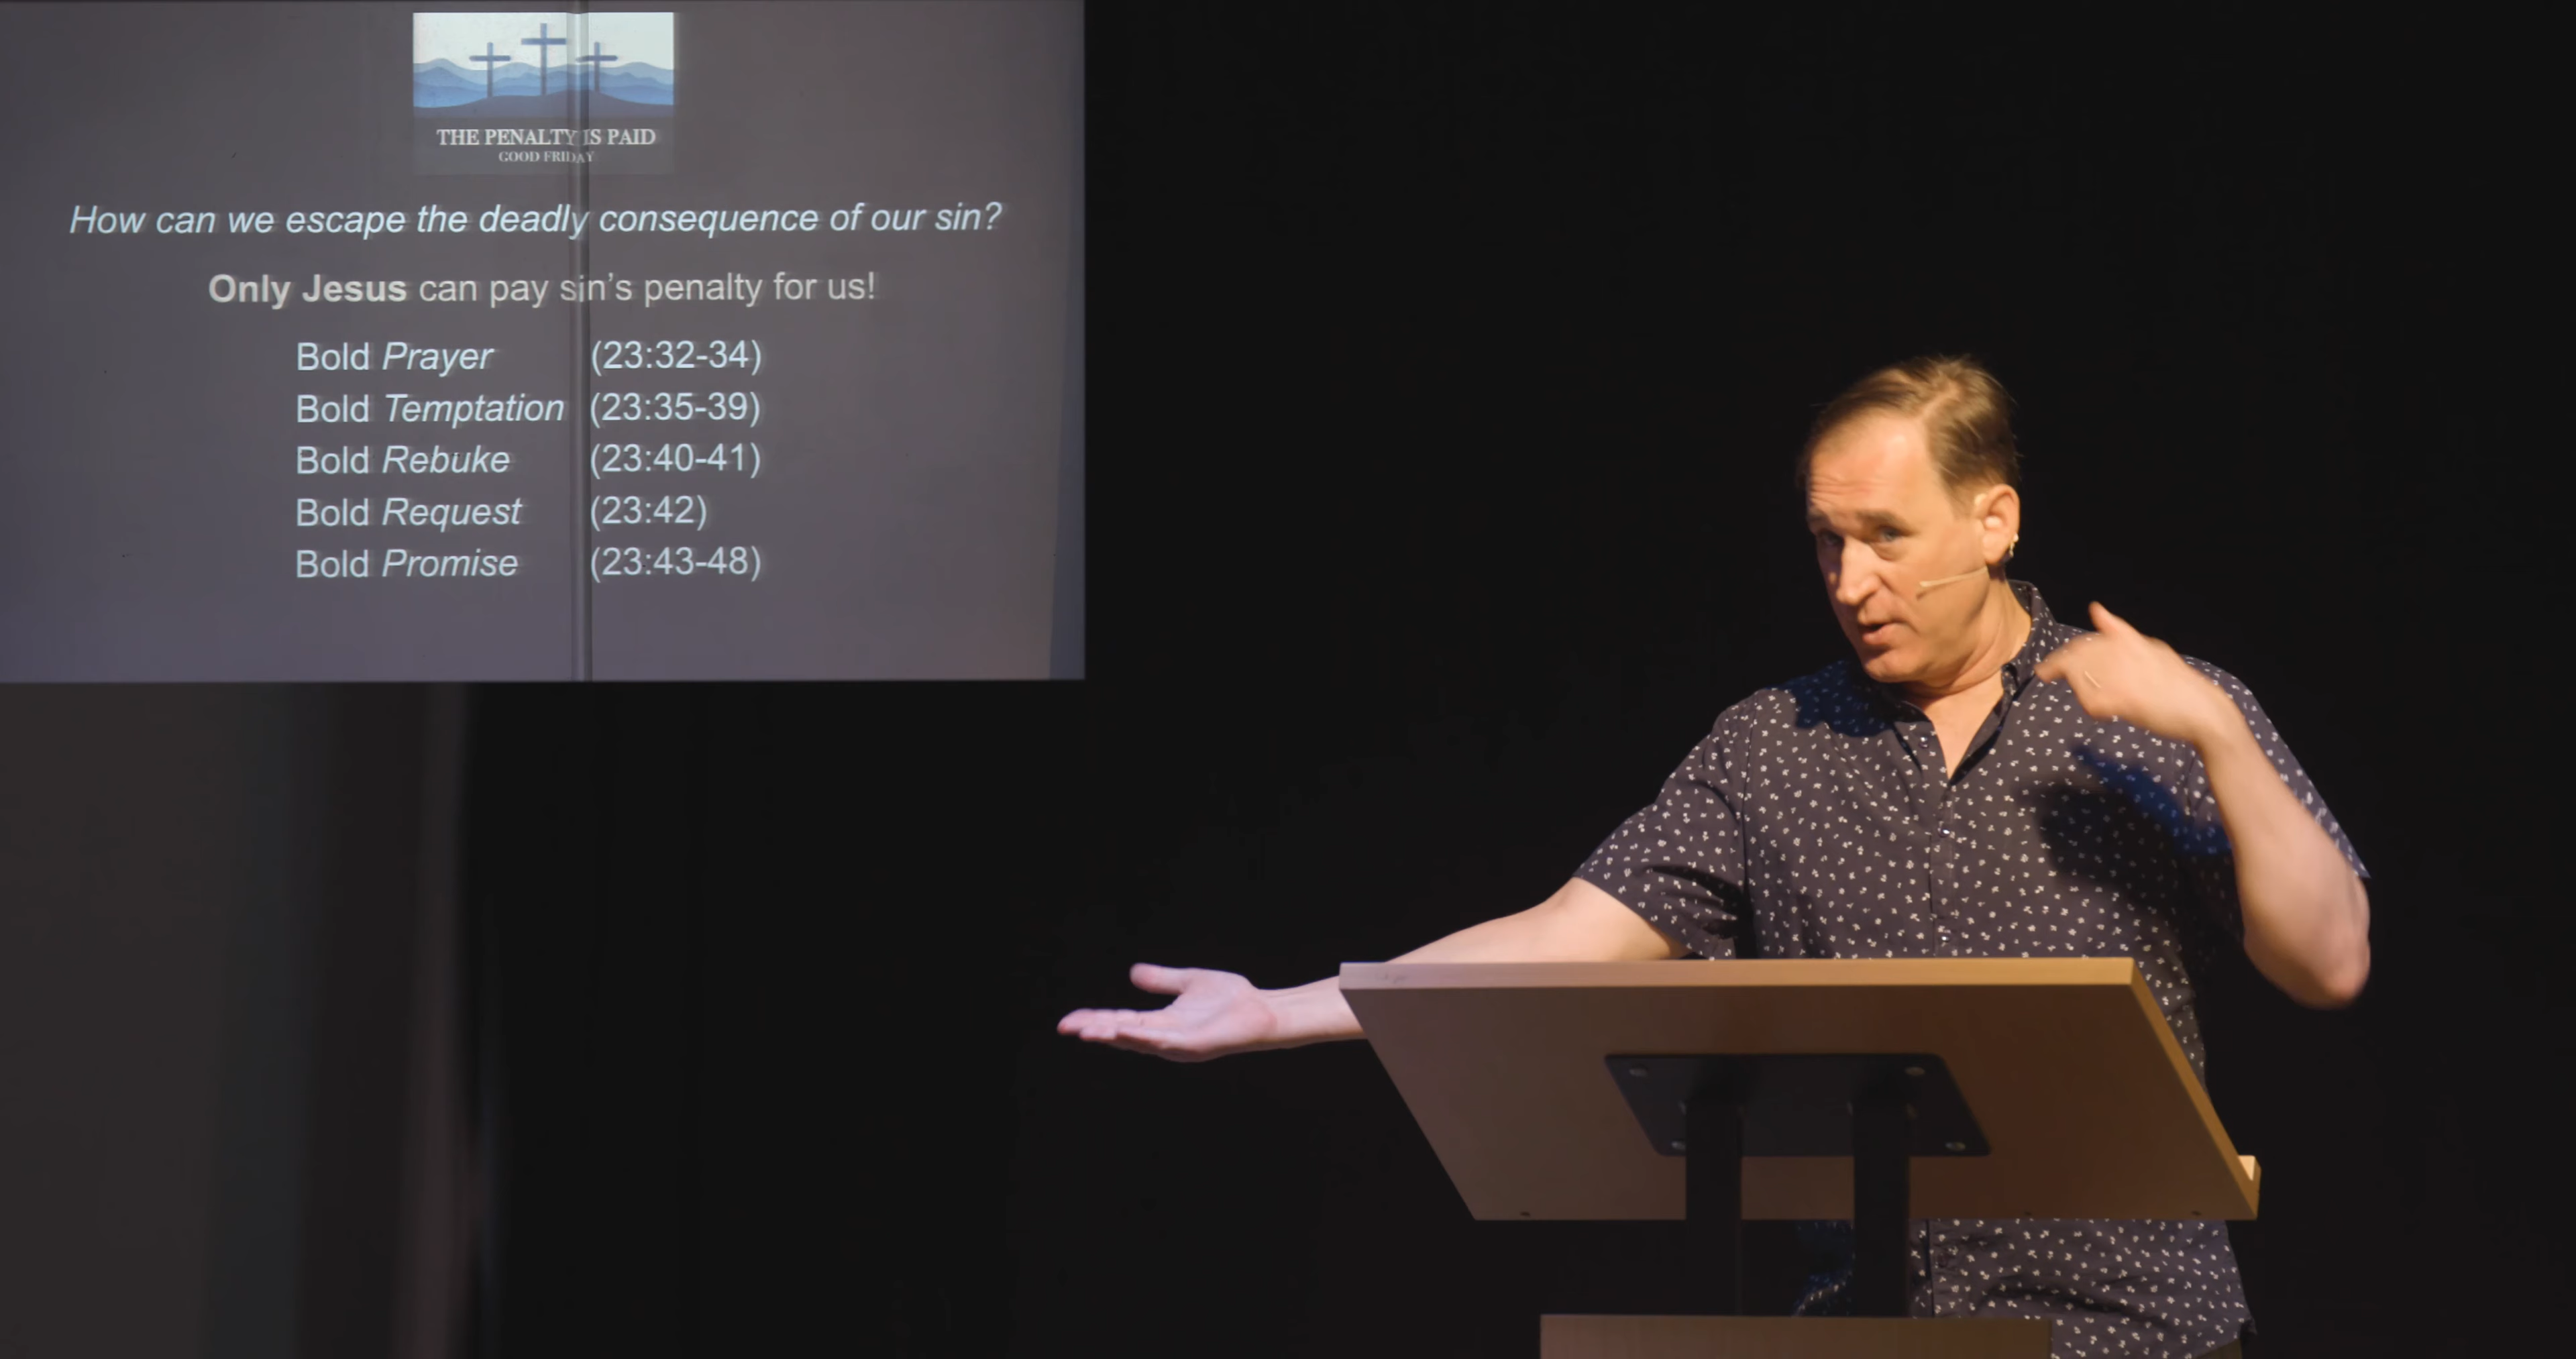 THE PENALTY IS PAID
GOOD FRIDAY
How can we escape the deadly consequence of our sin?
Only Jesus can pay sin's penalty for us!
Bold Prayer (23:32-34)
Bold Temptation (23:35-39)
Bold Rebuke (23:40-41)
Bold Request (23:42)
Bold Promise (23:43-48)